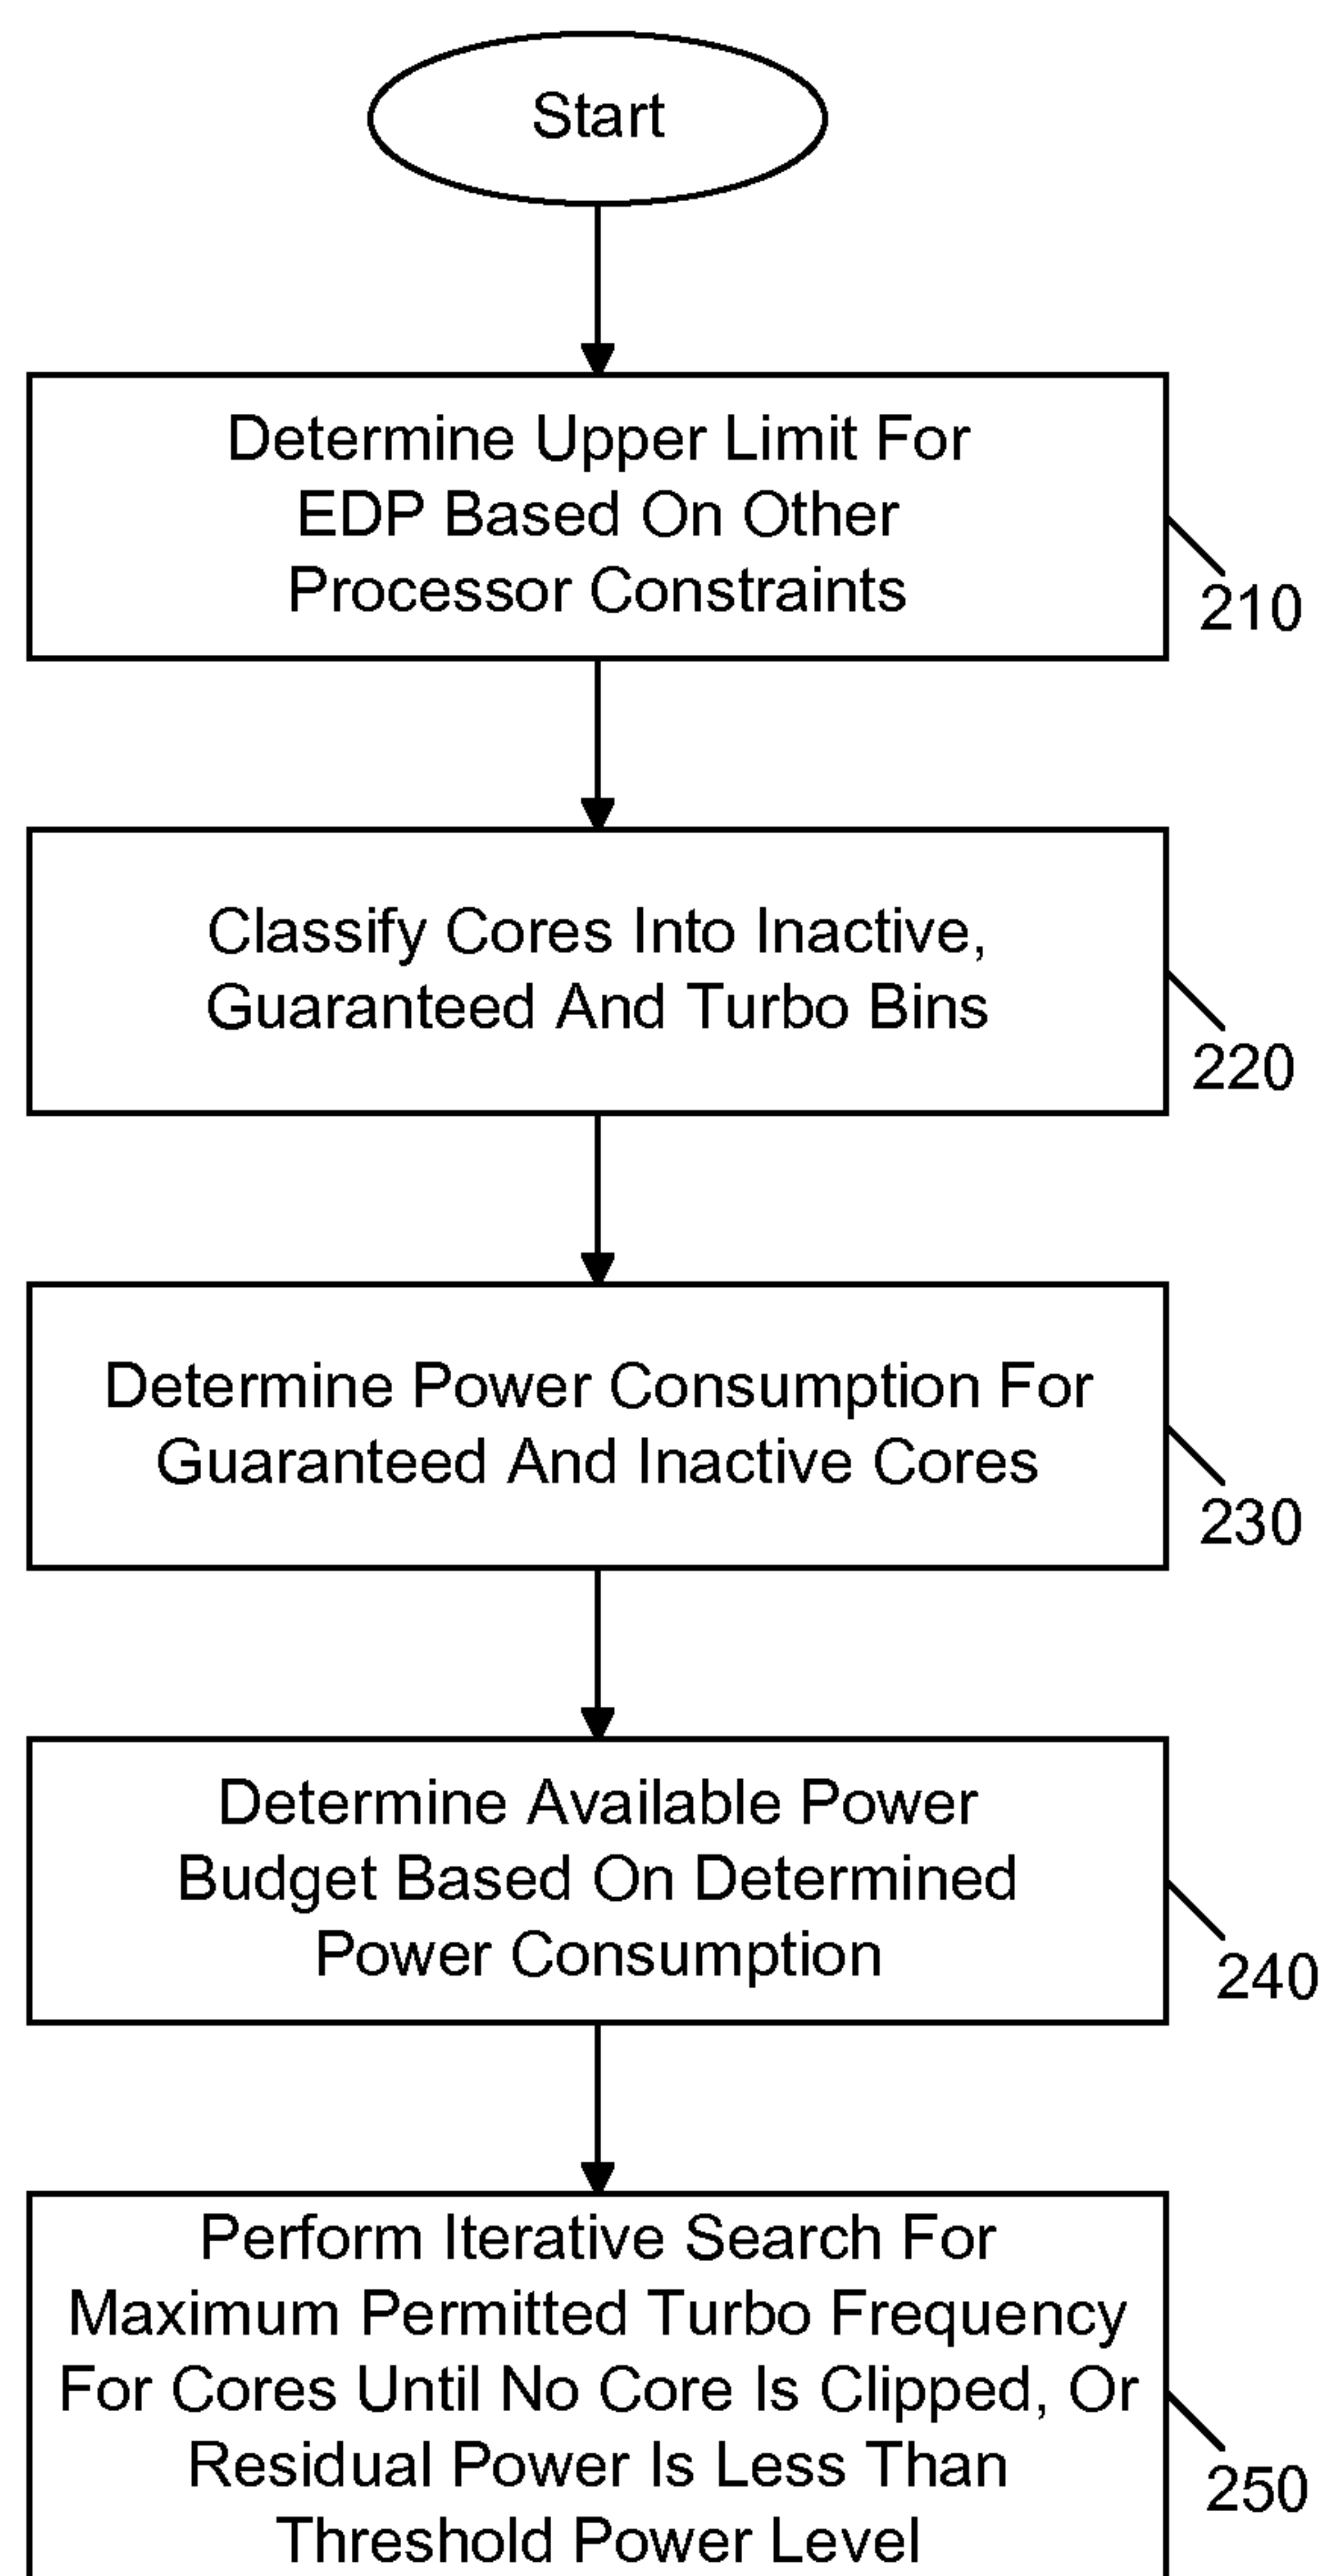 Start
Determine Upper Limit For
EDP Based On Other
Processor Constraints
210
Classify Cores Into Inactive,
Guaranteed And Turbo Bins
220
Determine Power Consumption For
Guaranteed And Inactive Cores
230
Determine Available Power
Budget Based On Determined
Power Consumption
240
Perform Iterative Search For
Maximum Permitted Turbo Frequency
For Cores Until No Core Is Clipped, Or
Residual Power Is Less Than
Threshold Power Level
250